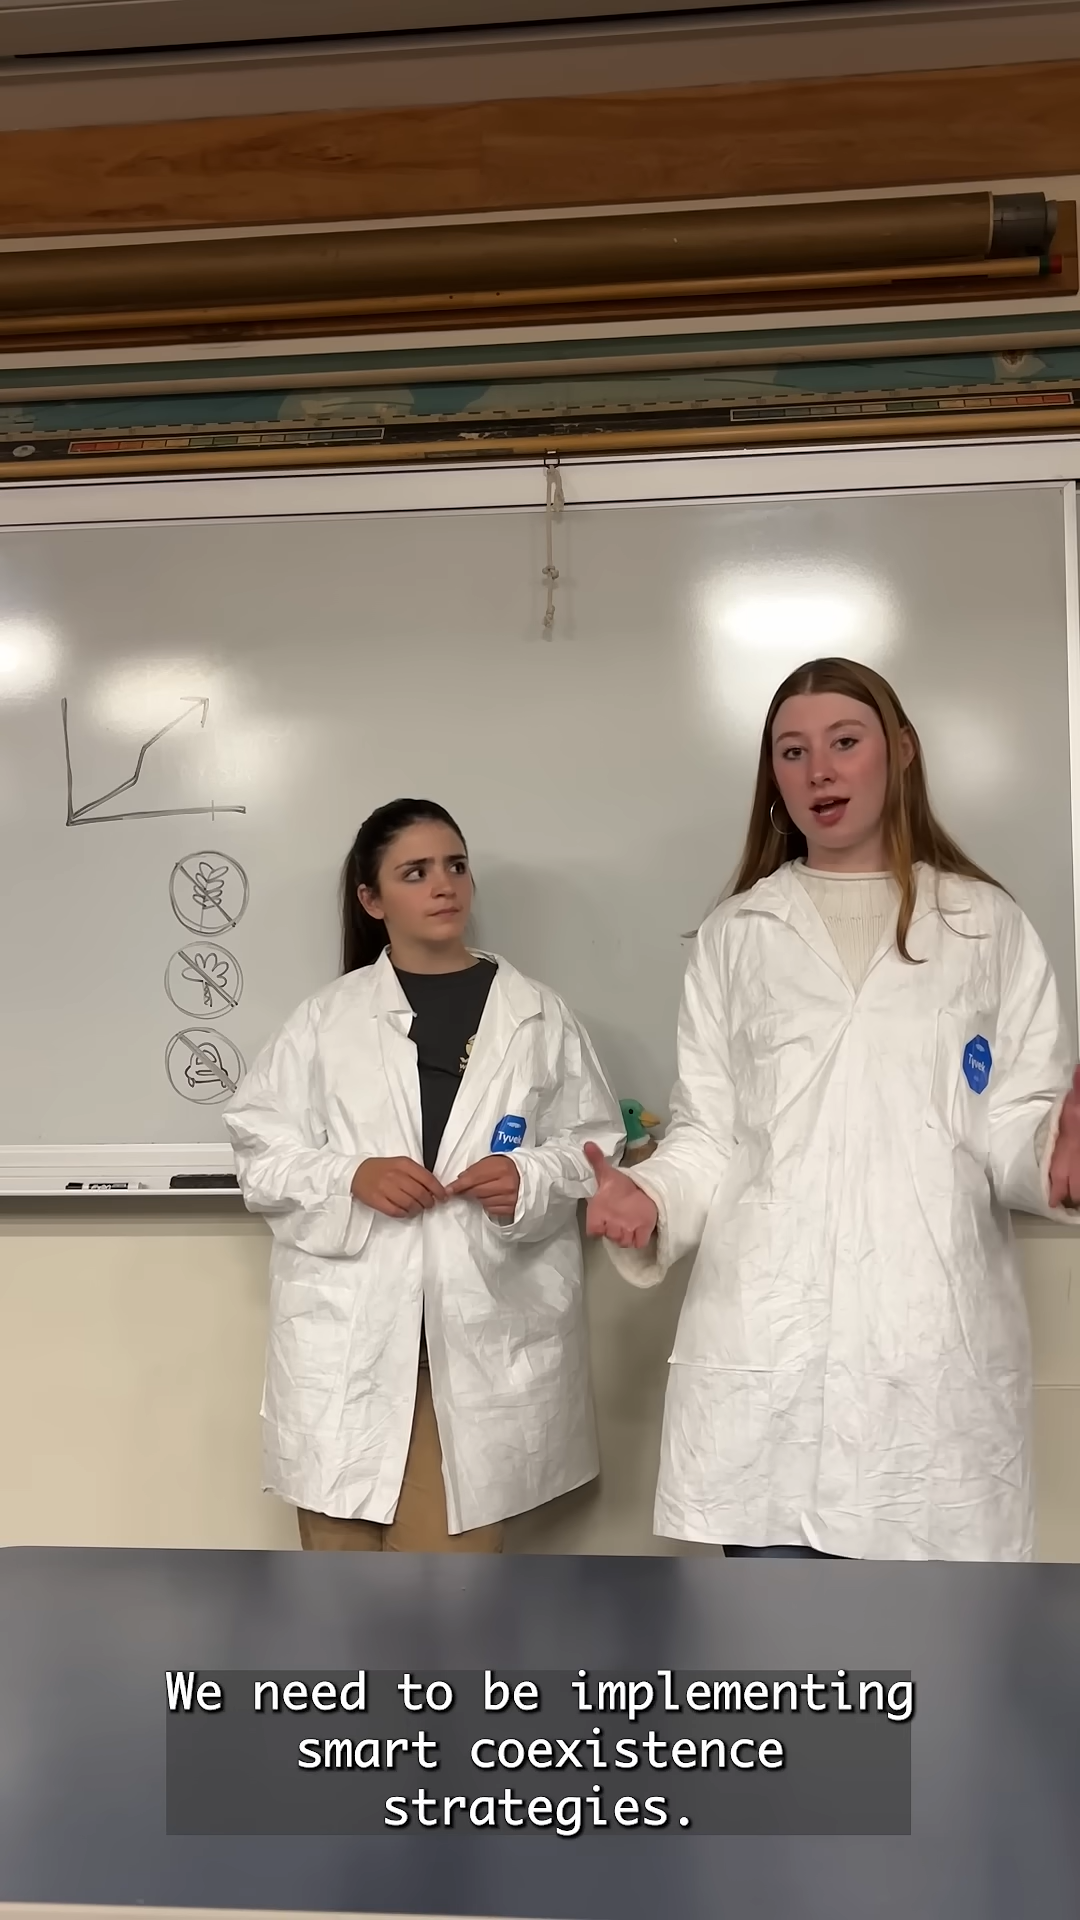 Tyvek
Tyvek
We need to be implementing
smart coexistence
strategies.